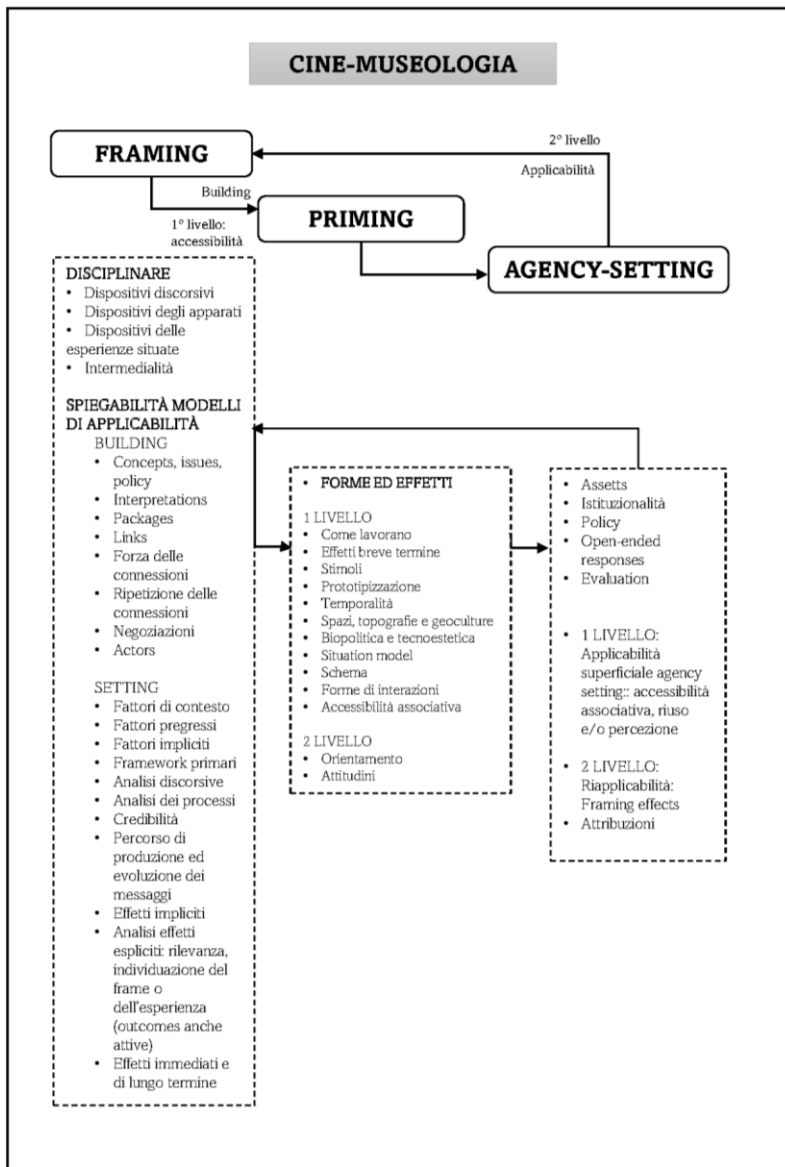 CINE-MUSEOLOGIA
FRAMING
2° livello
Applicabilità
Building
1° livello:
accessibilità
PRIMING
AGENCY-SETTING
DISCIPLINARE
• Dispositivi discorsivi
• Dispositivi degli apparati
• Dispositivi delle
esperienze situate
• Intermedialità
SPIEGABILITÀ MODELLI
DI APPLICABILITÀ
BUILDING
• Concepts, issues,
policy
• Interpretations
• Packages
• Links
• Forza delle
connessioni
• Ripetizione delle
connessioni
• Negoziazioni
• Actors
SETTING
• Fattori di contesto
• Fattori pregressi
• Fattori impliciti
• Framework primari
• Analisi discorsive
• Analisi dei processi
• Credibilità
• Percorso di
produzione ed
evoluzione dei
messaggi
• Effetti impliciti
• Analisi effetti
espliciti: rilevanza,
individuazione del
frame o
dell'esperienza
(outcomes anche
attive)
• Effetti immediati e
di lungo termine
• FORME ED EFFETTI
1 LIVELLO
• Come lavorano
• Effetti breve termine
• Stimoli
• Prototipizzazione
• Temporalità
• Spazi, topografie e geoculture
• Biopolitica e tecnoestetica
• Situation model
• Schema
• Forme di interazioni
• Accessibilità associativa
2 LIVELLO
• Orientamento
• Attitudini
• Assetts
• Istituzionalità
• Policy
• Open-ended
responses
• Evaluation
• 1 LIVELLO:
Applicabilità
superficiale agency
setting:: accessibilità
associativa, riuso
e/o percezione
• 2 LIVELLO:
Riapplicabilità:
Framing effects
• Attribuzioni